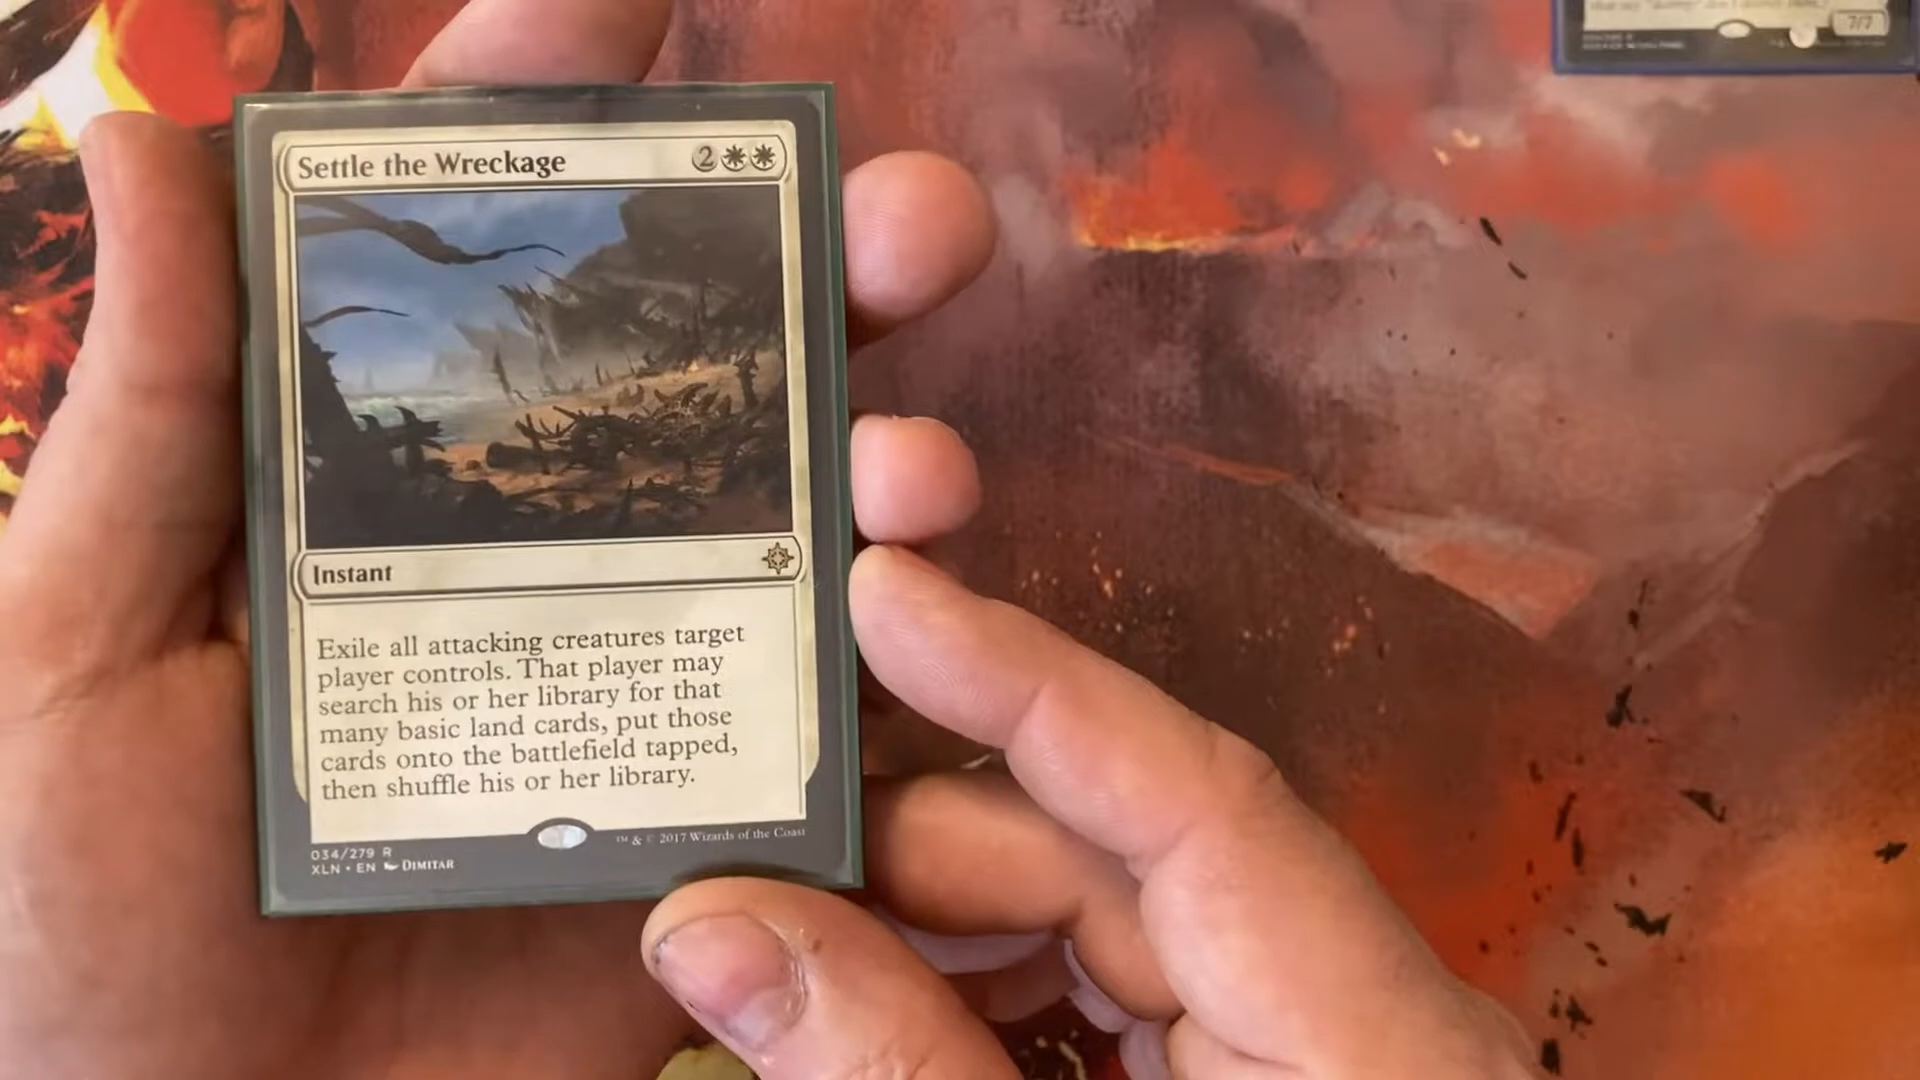 Settle the Wreckage 2
Instant
Exile all attacking creatures target
player controls. That player may
search his or her library for that
many basic land cards, put those
cards onto the battlefield tapped,
then shuffle his or her library.
034/279 R
XLN • EN DIMITAR
™ & © 2017 Wizards of the Coast
7/7